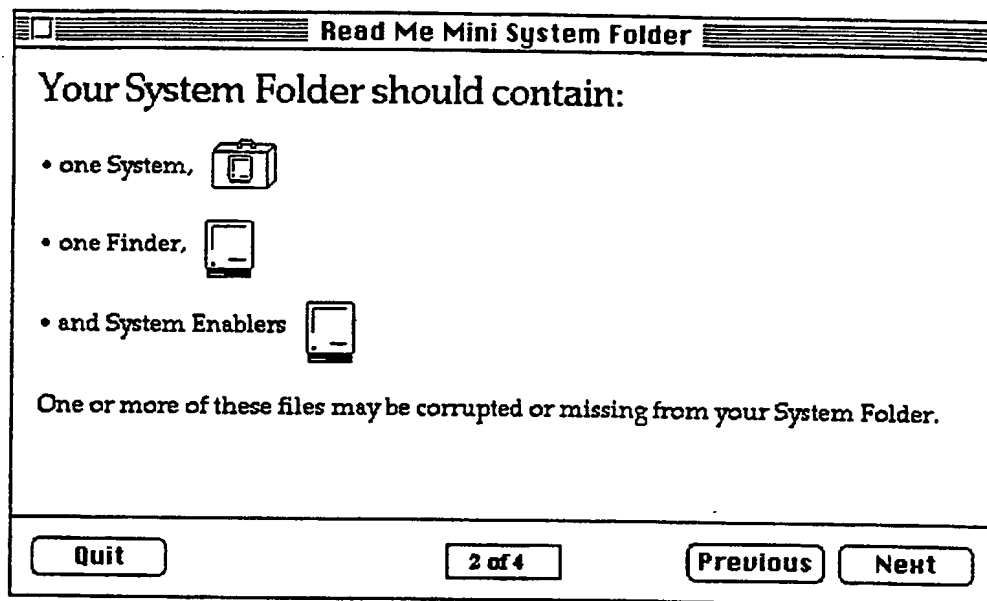 Read Me Mini System Folder
Your System Folder should contain:
• one System,
• one Finder,
• and System Enablers
One or more of these files may be corrupted or missing from your System Folder.
Quit
2 of 4
Previous
Next